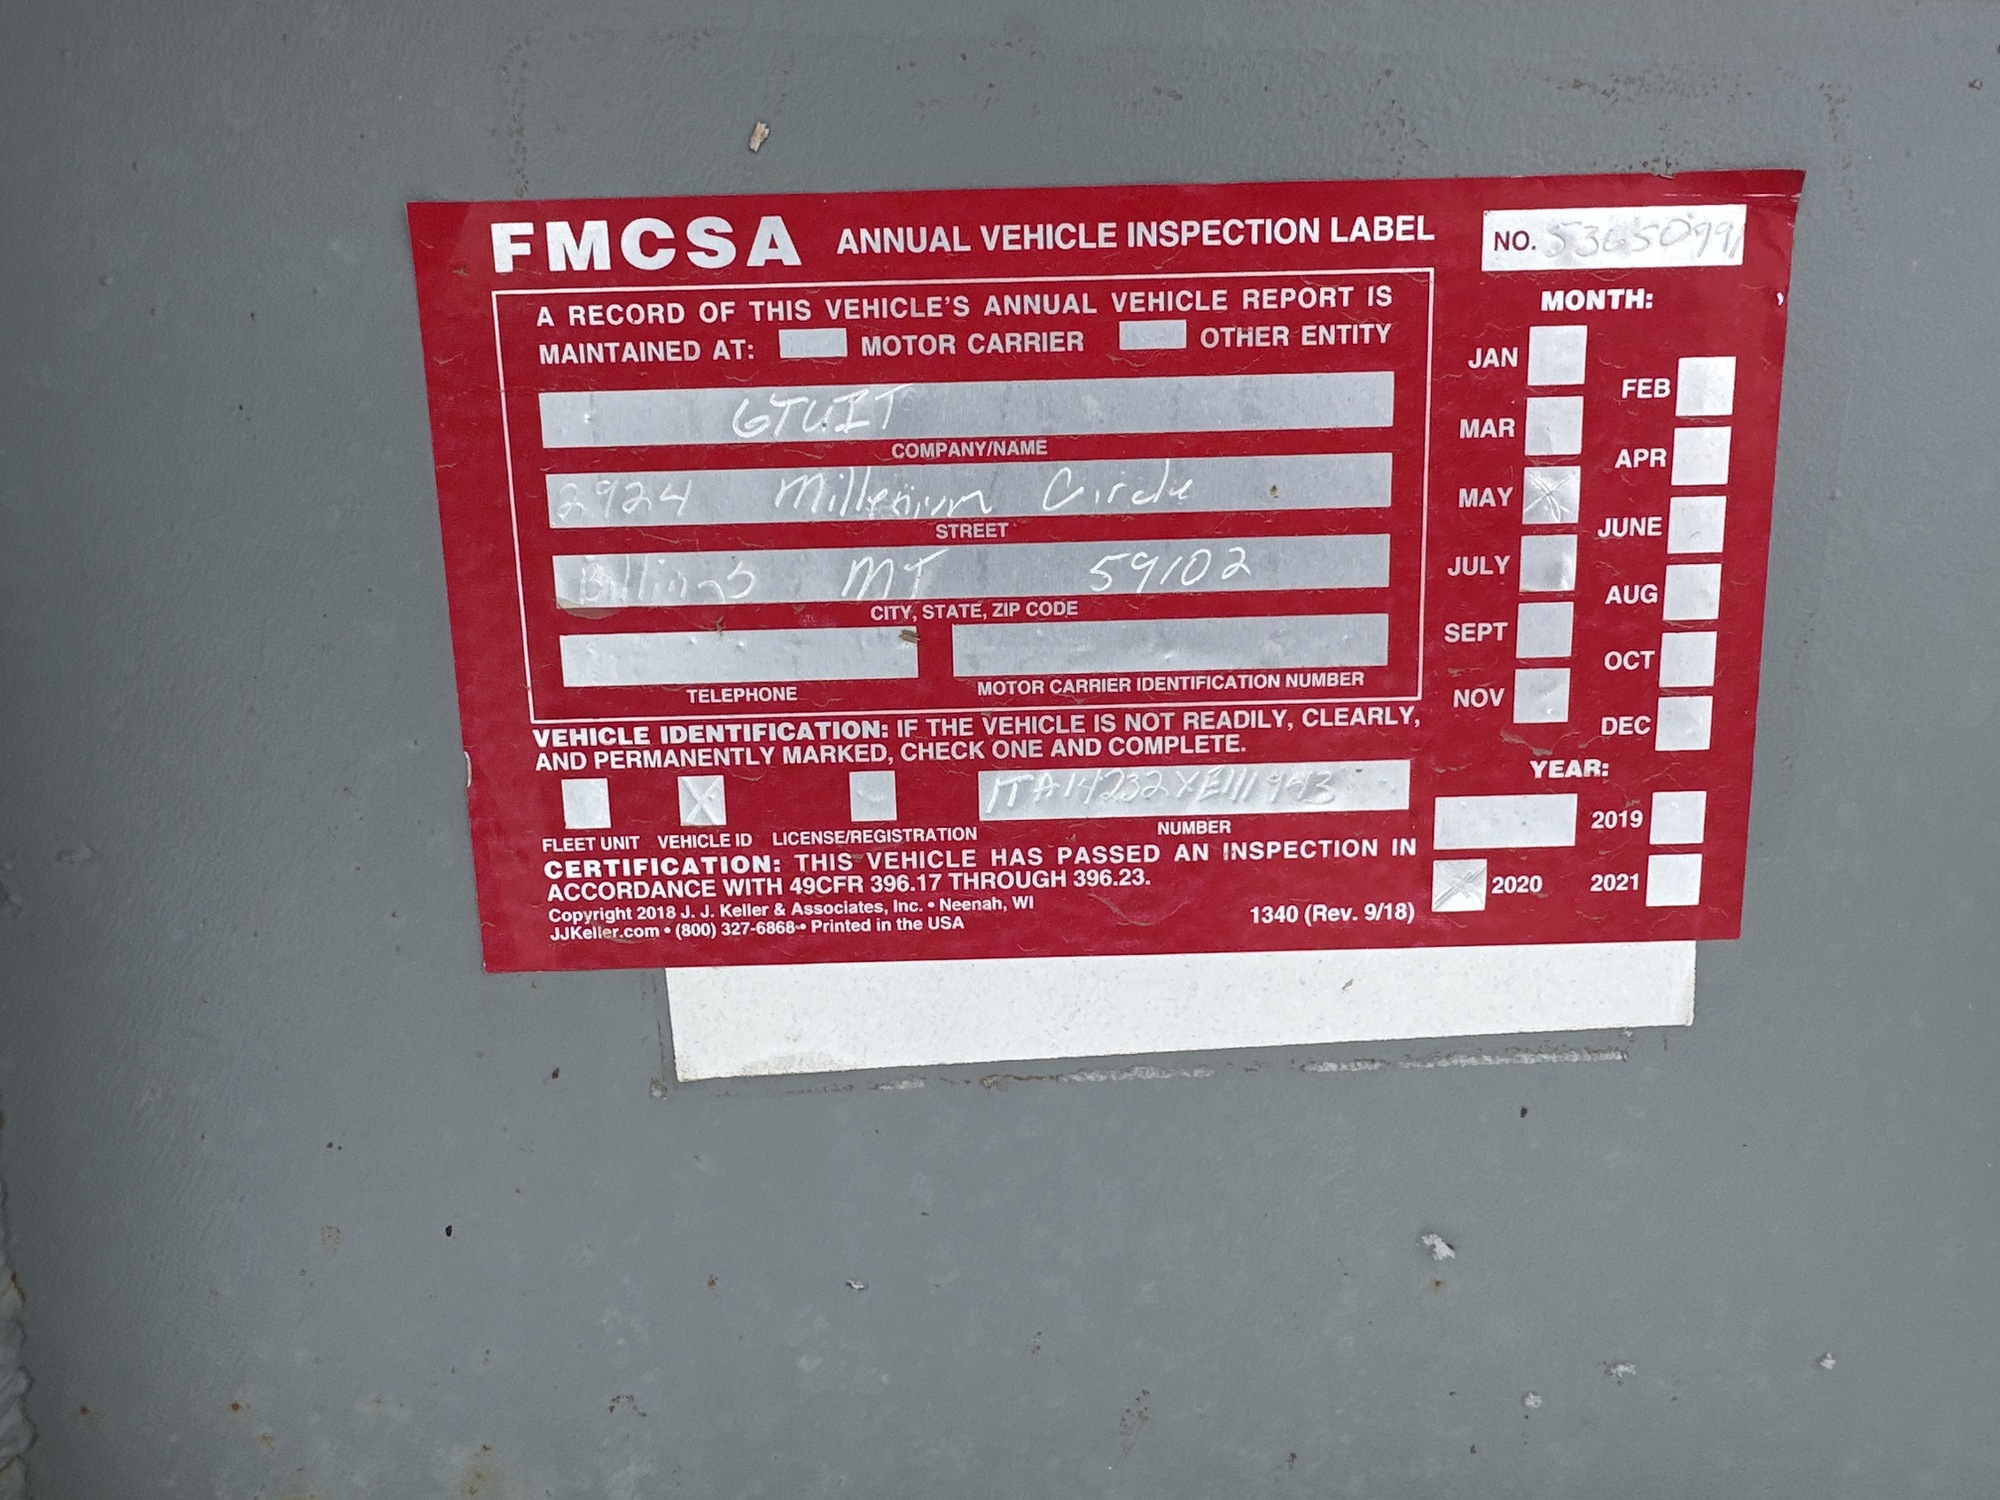 FMCSA ANNUAL VEHICLE INSPECTION LABEL
NO. 53650991
A RECORD OF THIS VEHICLE'S ANNUAL VEHICLE REPORT IS
MAINTAINED AT: MOTOR CARRIER OTHER ENTITY
GTUIT
COMPANY/NAME
2924 Millenium Circle
STREET
Billings MT 59102
CITY, STATE, ZIP CODE
TELEPHONE
MOTOR CARRIER IDENTIFICATION NUMBER
VEHICLE IDENTIFICATION: IF THE VEHICLE IS NOT READILY, CLEARLY,
AND PERMANENTLY MARKED, CHECK ONE AND COMPLETE.
FLEET UNIT VEHICLE ID LICENSE/REGISTRATION
NUMBER
CERTIFICATION: THIS VEHICLE HAS PASSED AN INSPECTION IN
ACCORDANCE WITH 49CFR 396.17 THROUGH 396.23.
Copyright 2018 J. J. Keller & Associates, Inc. • Neenah, WI
JJKeller.com • (800) 327-6868 • Printed in the USA
1340 (Rev. 9/18)
MONTH:
JAN
FEB
MAR
APR
MAY
JUNE
JULY
AUG
SEPT
OCT
NOV
DEC
YEAR:
2019
2020
2021